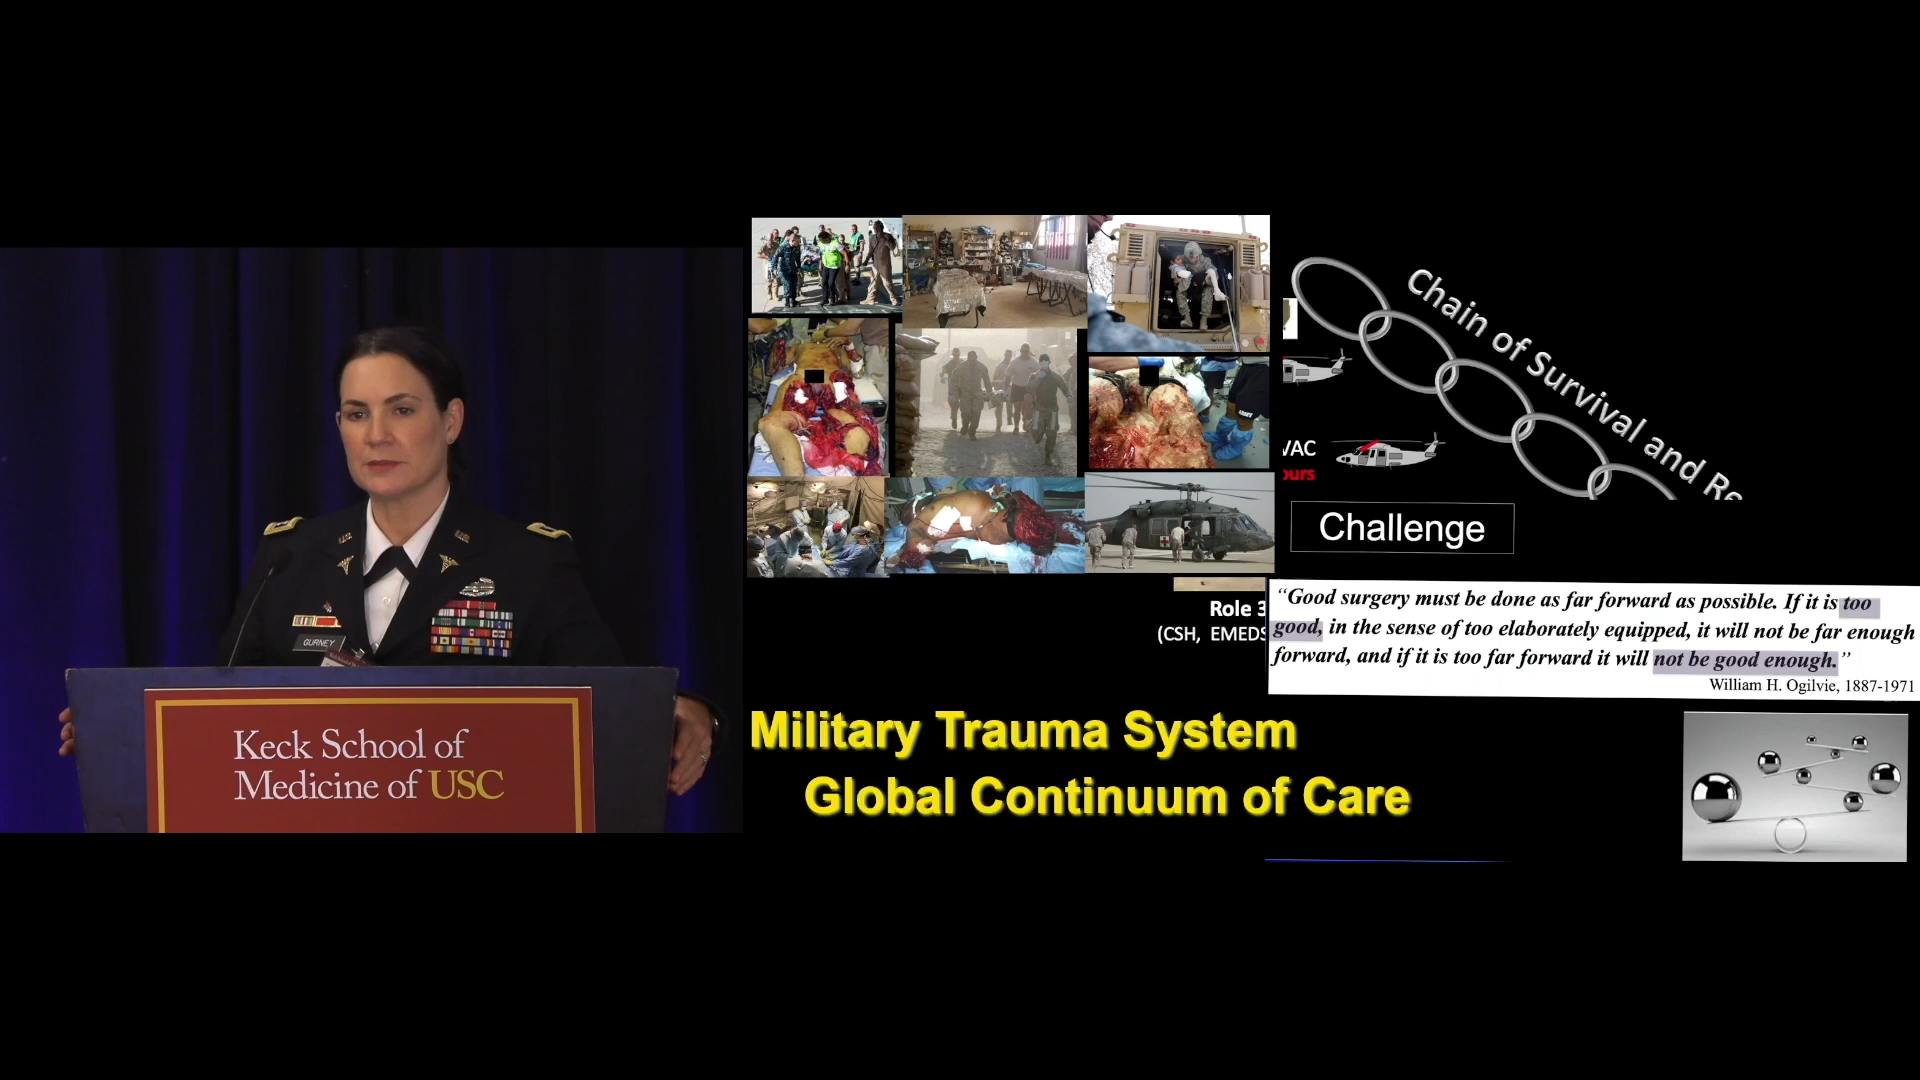 GURNEY
Keck School of
Medicine of USC
ARMY
Chain of Survival and Re
VAC
ours
Challenge
Role 3
(CSH, EMEDS
“Good surgery must be done as far forward as possible. If it is too
good, in the sense of too elaborately equipped, it will not be far enough
forward, and if it is too far forward it will not be good enough.”
William H. Ogilvie, 1887-1971
Military Trauma System
Global Continuum of Care